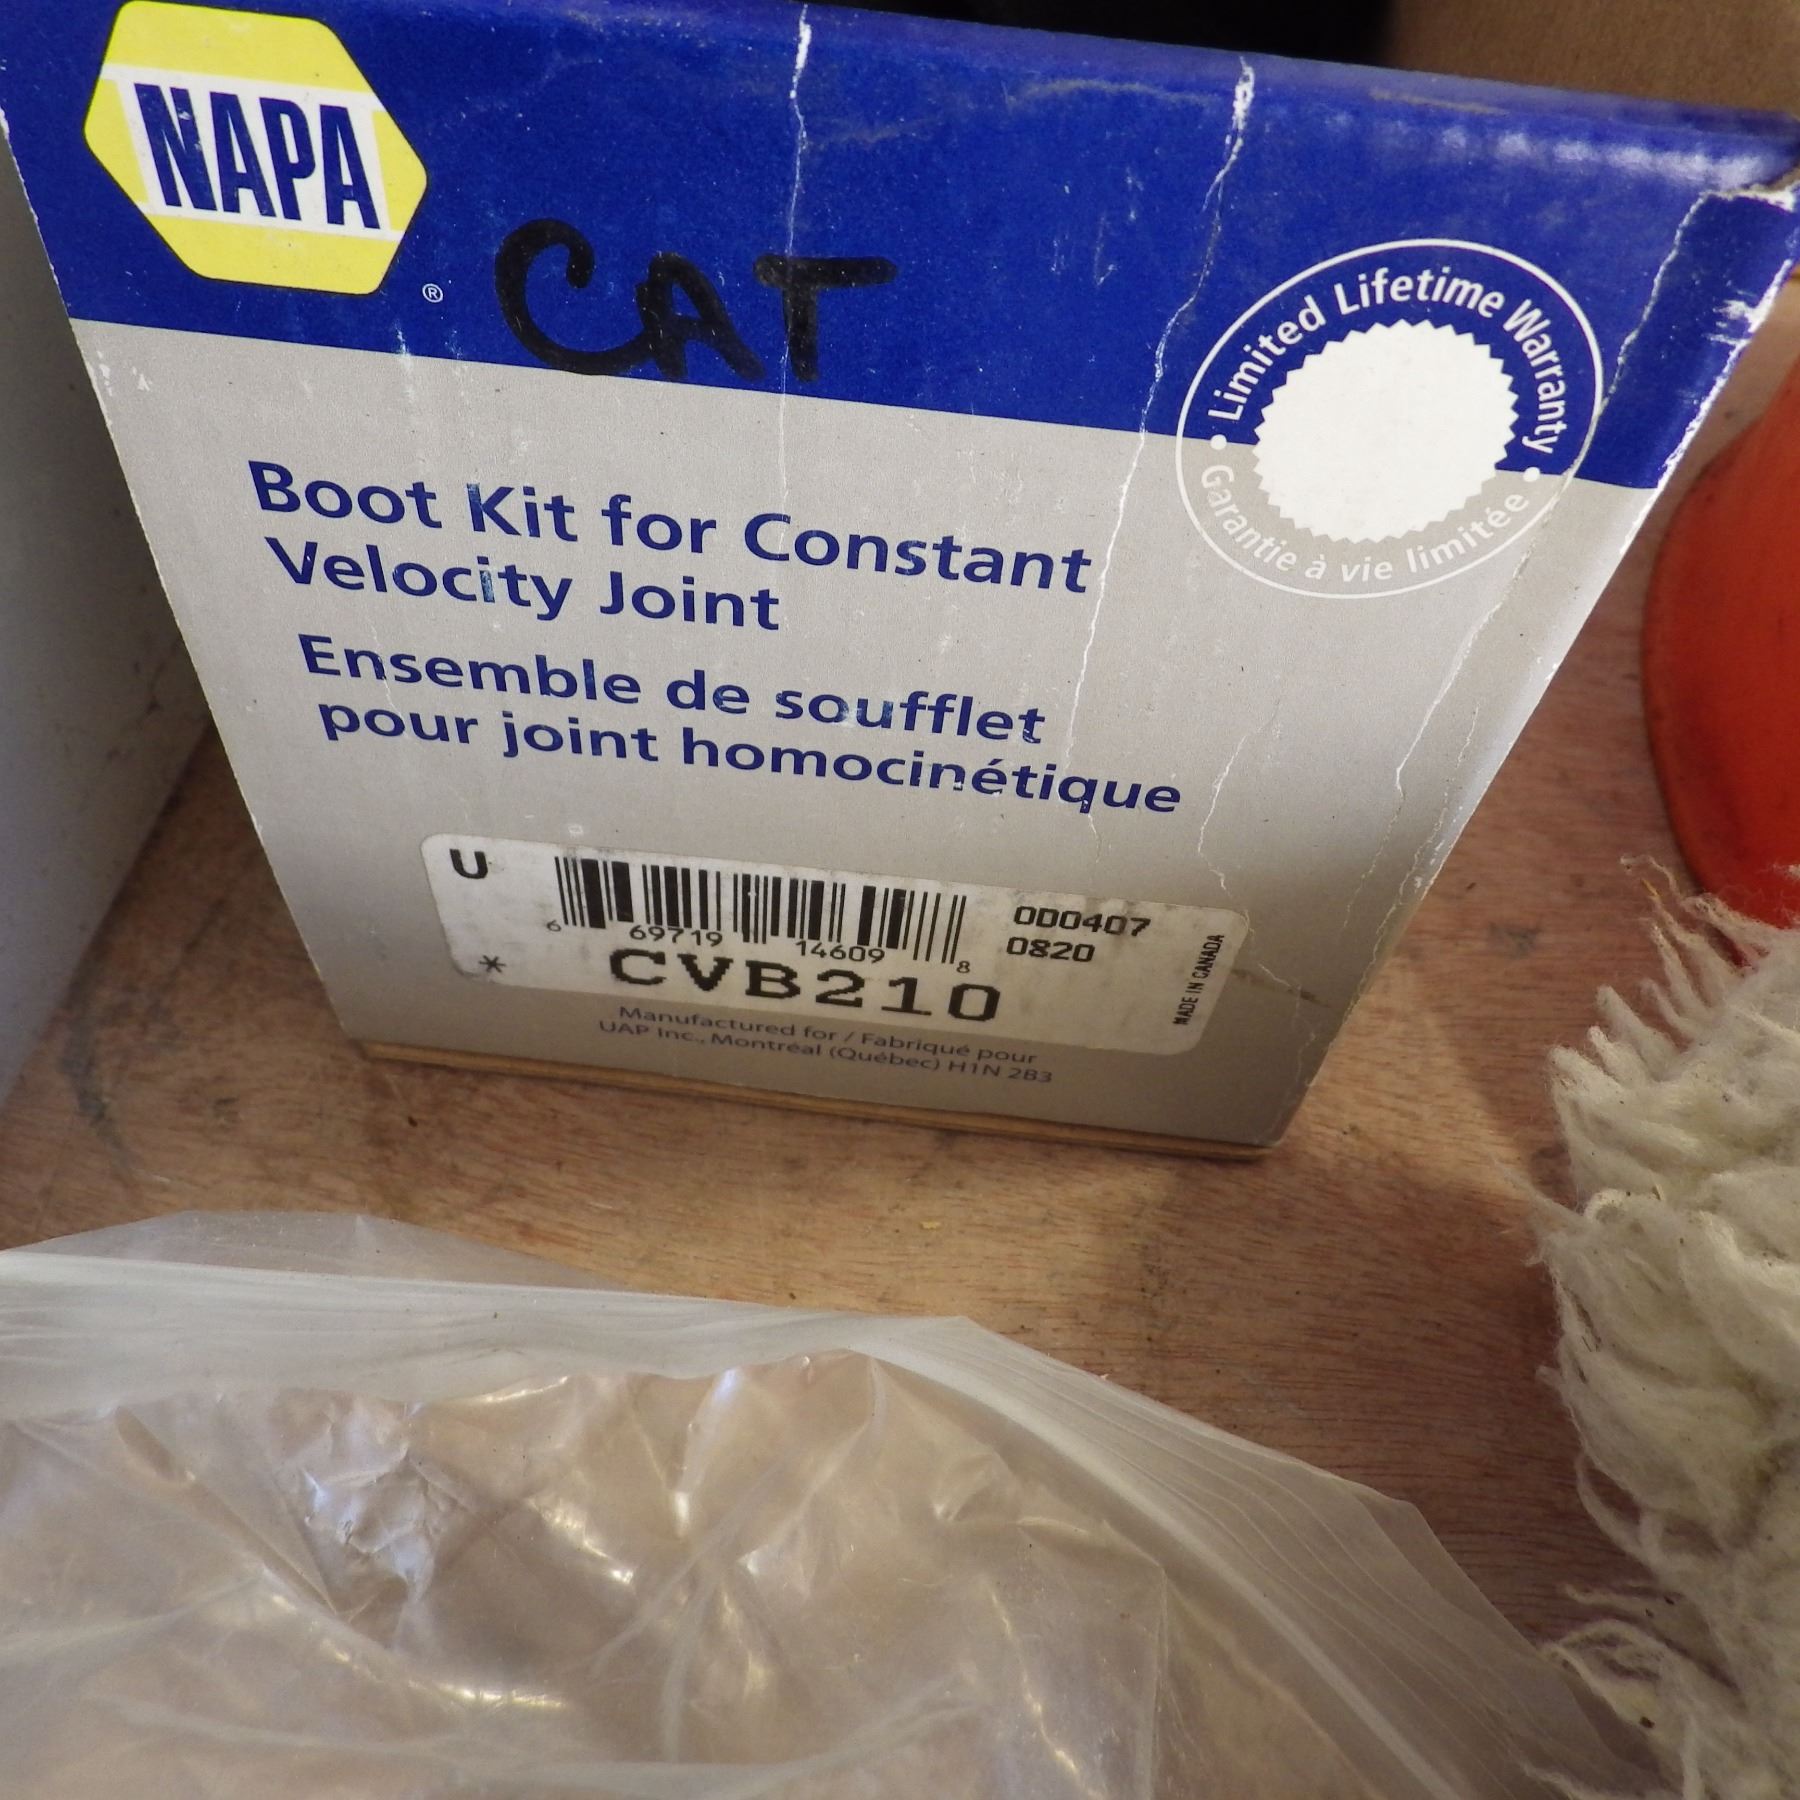 NAPA
®
CAT
Limited Lifetime Warranty
Garantie à vie limitée
Boot Kit for Constant
Velocity Joint
Ensemble de soufflet
pour joint homocinétique
U
6 69719 14609 8
000407
0820
MADE IN CANADA
* CVB210
Manufactured for / Fabriqué pour
UAP Inc., Montréal (Québec) H1N 2B3